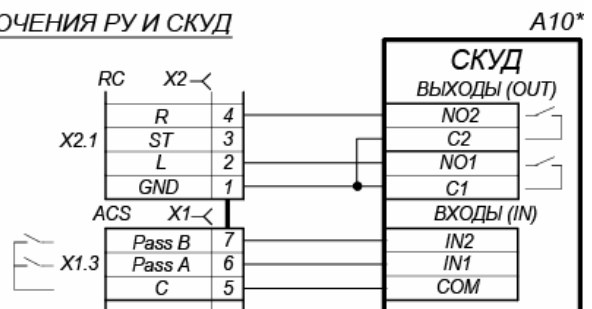 ОЧЕНИЯ РУ И СКУД
A10*
RC X2
X2.1
R 4
ST 3
L 2
GND 1
ACS X1
X1.3
Pass B 7
Pass A 6
C 5
СКУД
ВЫХОДЫ (OUT)
NO2
C2
NO1
C1
ВХОДЫ (IN)
IN2
IN1
COM